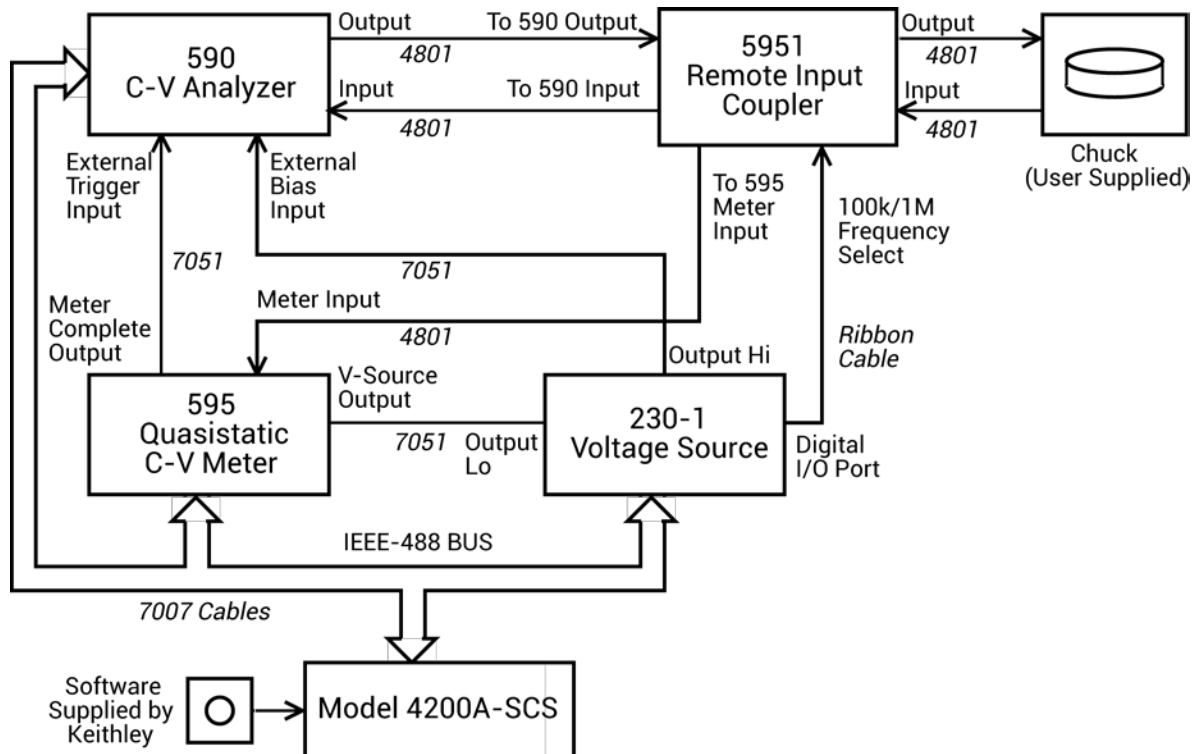 590
C-V Analyzer
Output
4801
To 590 Output
Input
4801
To 590 Input
5951
Remote Input
Coupler
Output
4801
Input
4801
Chuck
(User Supplied)
External
Trigger
Input
External
Bias
Input
7051
7051
To 595
Meter
Input
100k/1M
Frequency
Select
Meter
Complete
Output
Meter Input
4801
Output Hi
Ribbon
Cable
595
Quasistatic
C-V Meter
V-Source
Output
7051
Output
Lo
230-1
Voltage Source
Digital
I/O Port
IEEE-488 BUS
7007 Cables
Software
Supplied by
Keithley
Model 4200A-SCS